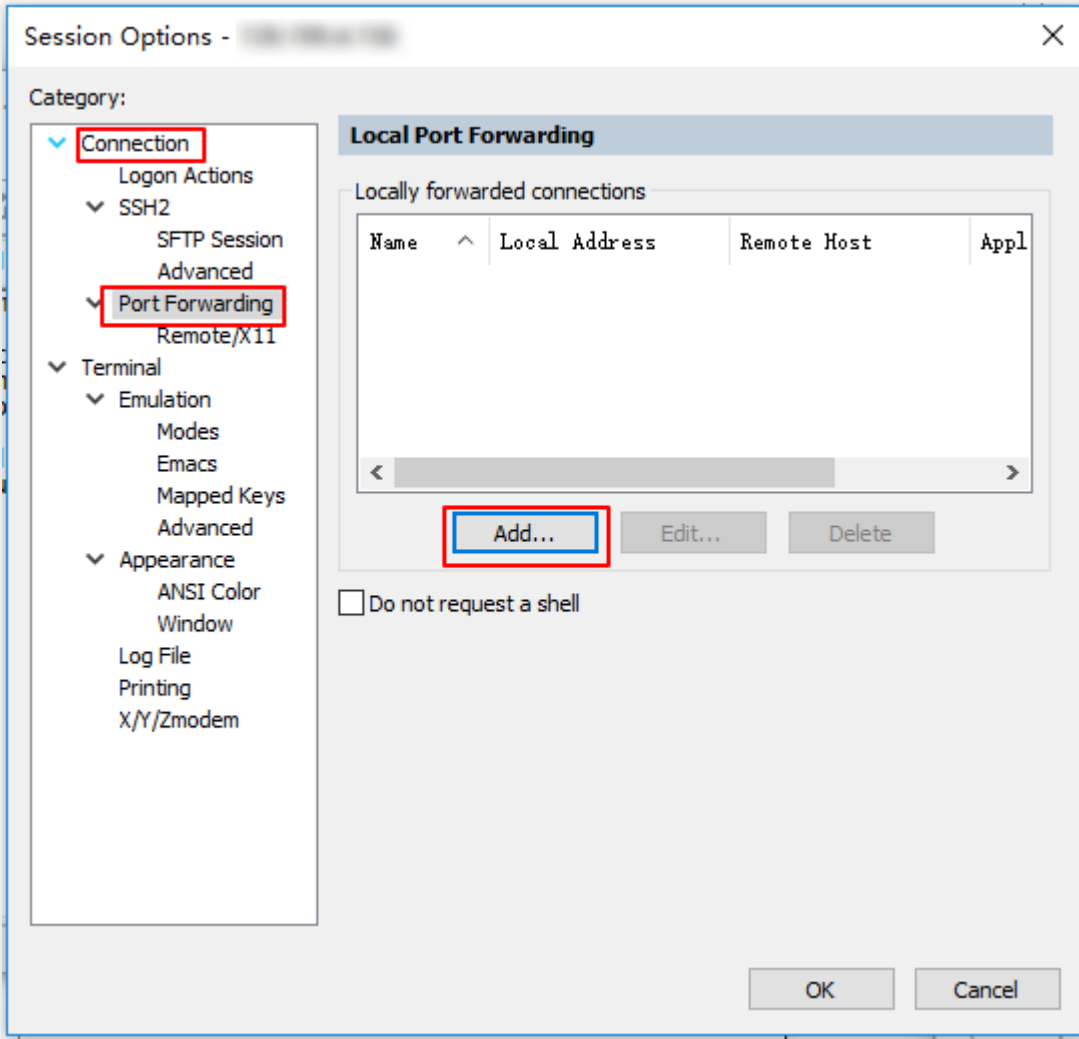 Session Options -
Category:
Connection
Logon Actions
SSH2
SFTP Session
Advanced
Port Forwarding
Remote/X11
Terminal
Emulation
Modes
Emacs
Mapped Keys
Advanced
Appearance
ANSI Color
Window
Log File
Printing
X/Y/Zmodem
Local Port Forwarding
Locally forwarded connections
Name Local Address Remote Host Appl
Add... Edit... Delete
Do not request a shell
OK Cancel